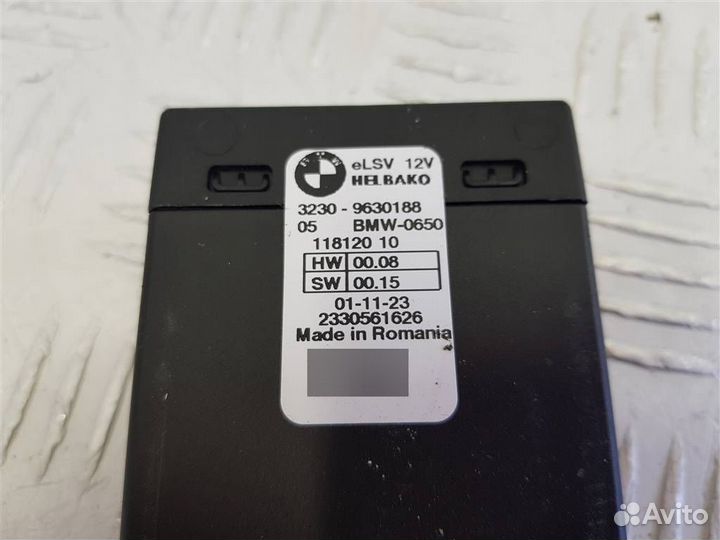 eLSV 12V
HELBAKO
3230 - 9630188
05 BMW-0650
118120 10
HW 00.08
SW 00.15
01-11-23
2330561626
Made in Romania
Avito